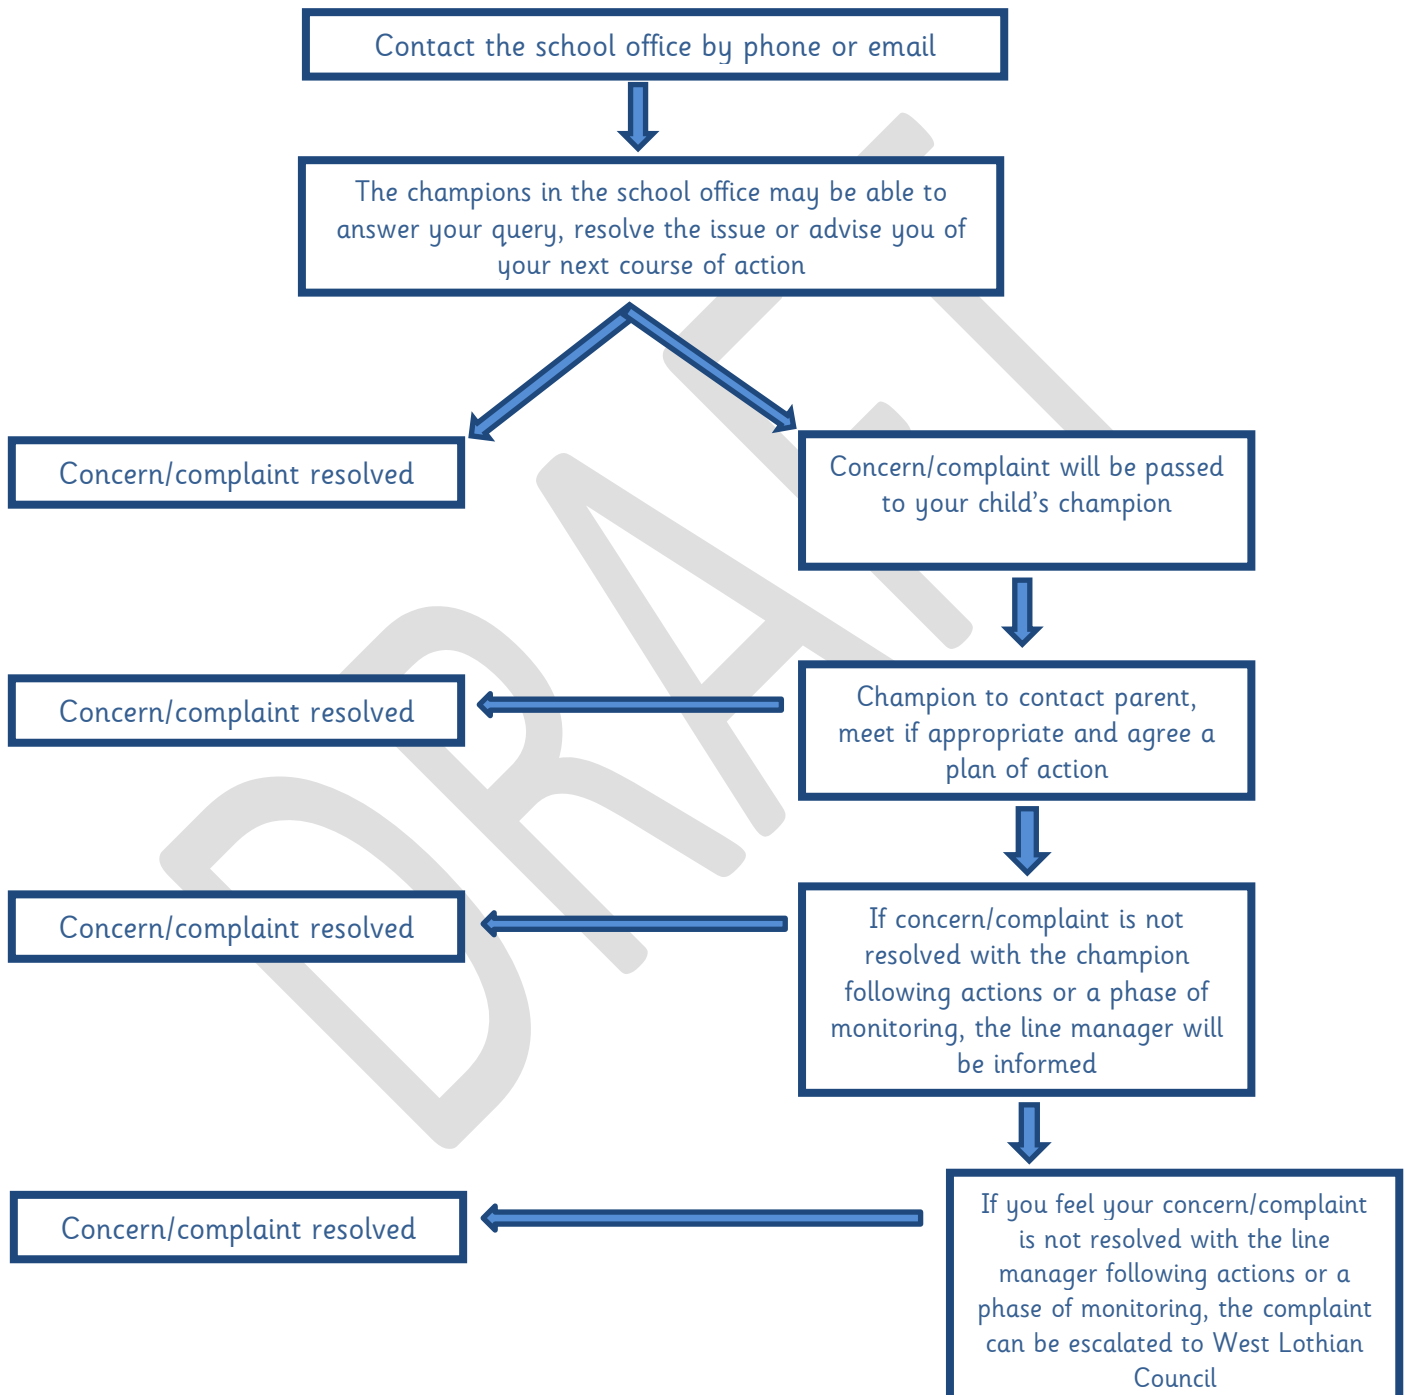 Contact the school office by phone or email
The champions in the school office may be able to
answer your query, resolve the issue or advise you of
your next course of action
Concern/complaint resolved
Concern/complaint will be passed
to your child’s champion
Concern/complaint resolved
Champion to contact parent,
meet if appropriate and agree a
plan of action
Concern/complaint resolved
If concern/complaint is not
resolved with the champion
following actions or a phase of
monitoring, the line manager will
be informed
Concern/complaint resolved
If you feel your concern/complaint
is not resolved with the line
manager following actions or a
phase of monitoring, the complaint
can be escalated to West Lothian
Council
DRAFT